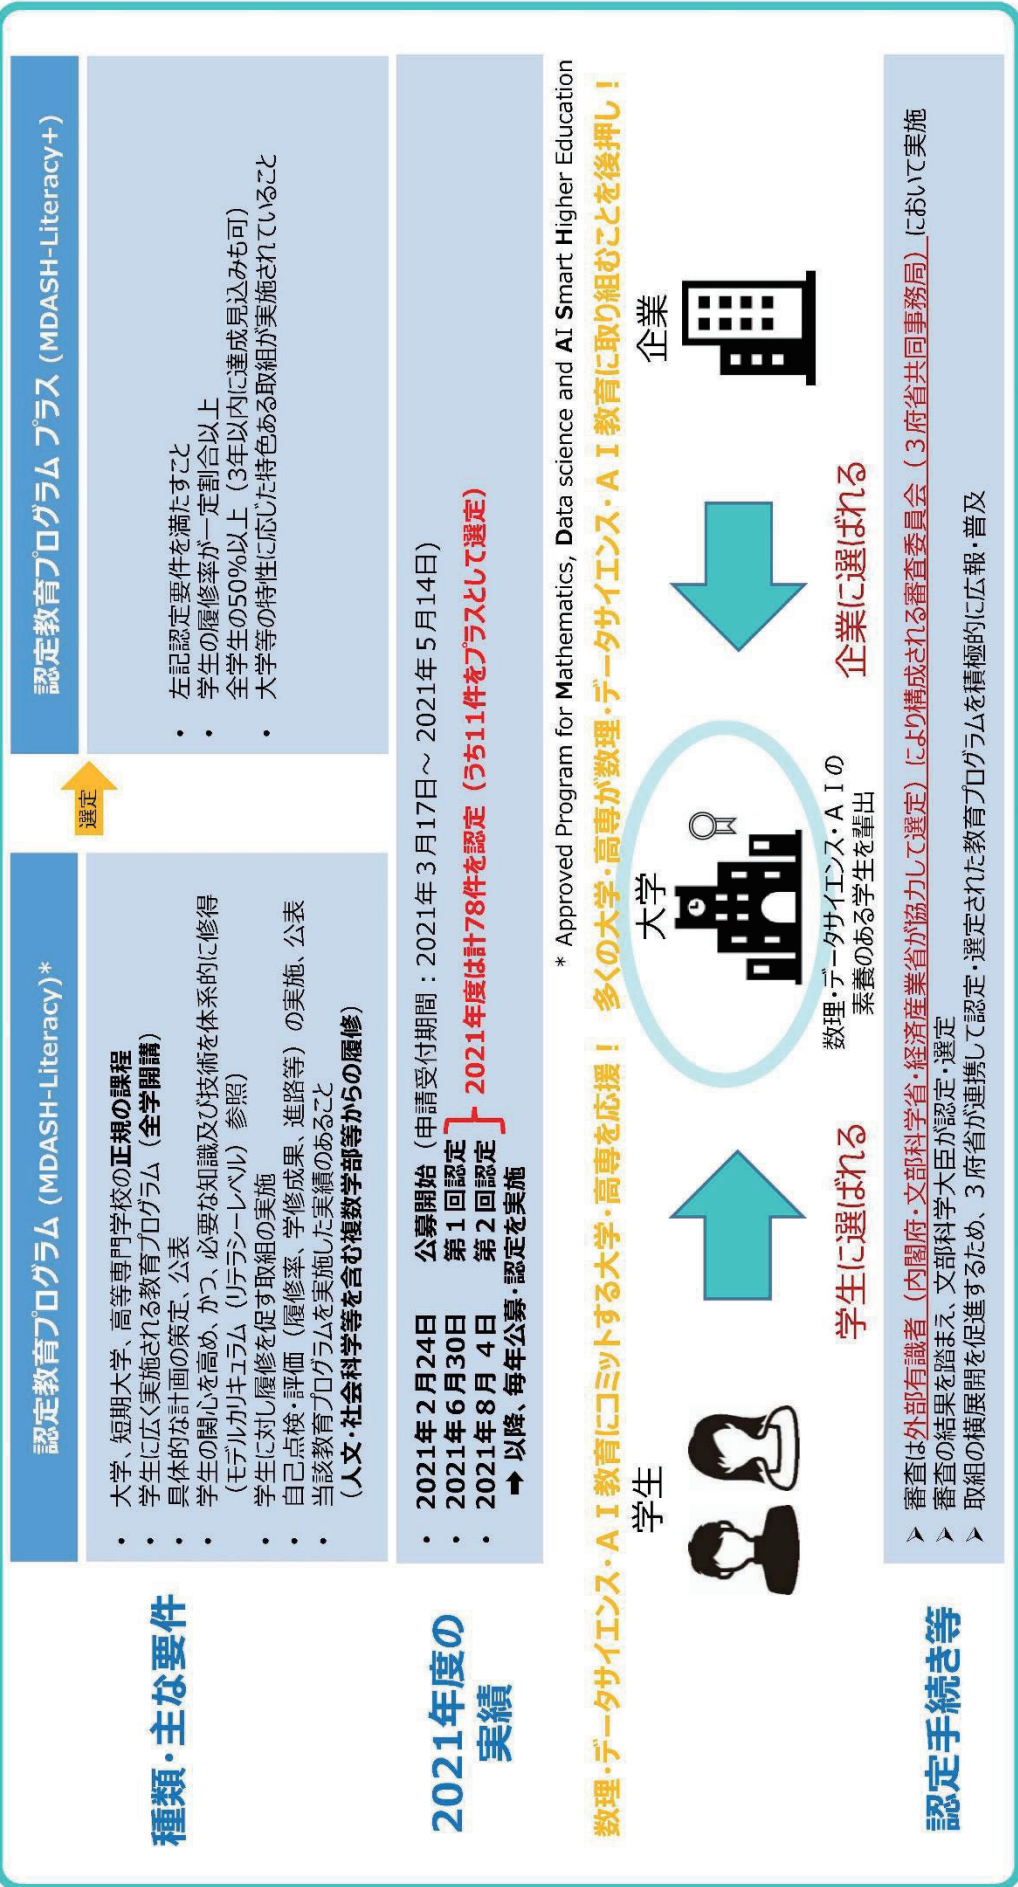 認定教育プログラム (MDASH-Literacy)*
選定
認定教育プログラム プラス (MDASH-Literacy+)
種類・主な要件
・ 大学、短期大学、高等専門学校の正規の課程
・ 学生に広く実施される教育プログラム（全学開講）
・ 具体的な計画の策定、公表
・ 学生の関心を高め、かつ、必要な知識及び技術を体系的に修得
（モデルカリキュラム（リテラシーレベル）参照）
・ 学生に対し履修を促す取組の実施
・ 自己点検・評価（履修率、学修成果、進路等）の実施、公表
・ 当該教育プログラムを実施した実績のあること
（人文・社会科学等を含む複数学部等からの履修）
・ 左記認定要件を満たすこと
・ 学生の履修率が一定割合以上
全学生の50%以上（3年以内に達成見込みも可）
・ 大学等の特性に応じた特色ある取組が実施されていること
2021年度の
実績
・ 2021年２月24日 公募開始（申請受付期間：2021年３月17日～ 2021年５月14日）
・ 2021年６月30日 第１回認定
・ 2021年８月 ４日 第２回認定
2021年度は計78件を認定（うち11件をプラスとして選定）
➡ 以降、毎年公募・認定を実施
* Approved Program for Mathematics, Data science and AI Smart Higher Education
数理・データサイエンス・ＡＩ教育にコミットする大学・高専を応援！ 多くの大学・高専が数理・データサイエンス・ＡＩ教育に取り組むことを後押し！
学生
大学
企業
学生に選ばれる
数理・データサイエンス・ＡＩの
素養のある学生を輩出
企業に選ばれる
認定手続き等
➢ 審査は外部有識者（内閣府・文部科学省・経済産業省が協力して選定）により構成される審査委員会（３府省共同事務局）において実施
➢ 審査の結果を踏まえ、文部科学大臣が認定・選定
➢ 取組の横展開を促進するため、３府省が連携して認定・選定された教育プログラムを積極的に広報・普及